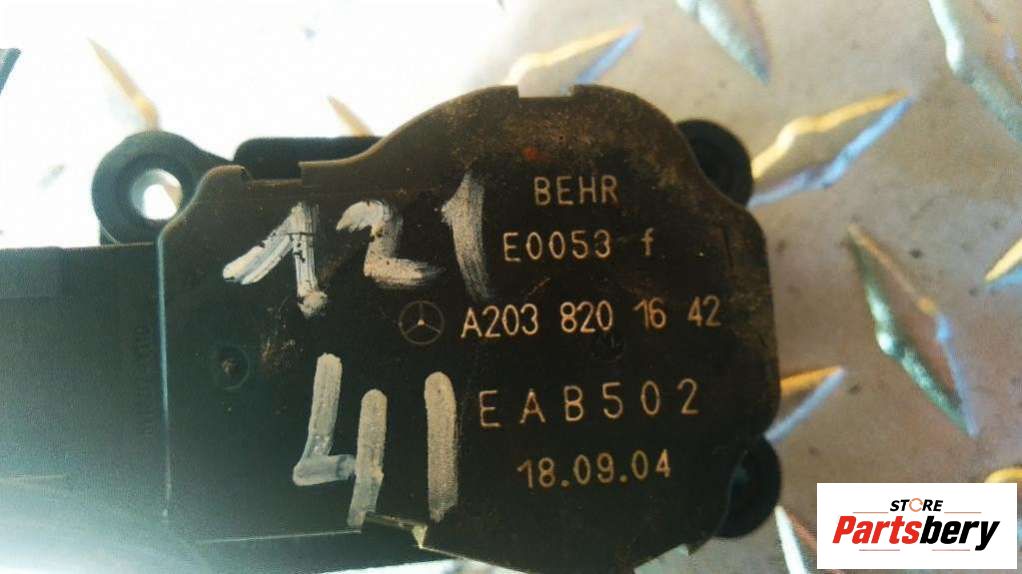 121
BEHR
E0053 f
A203 820 16 42
41
EAB502
18.09.04
STORE
Partsbery